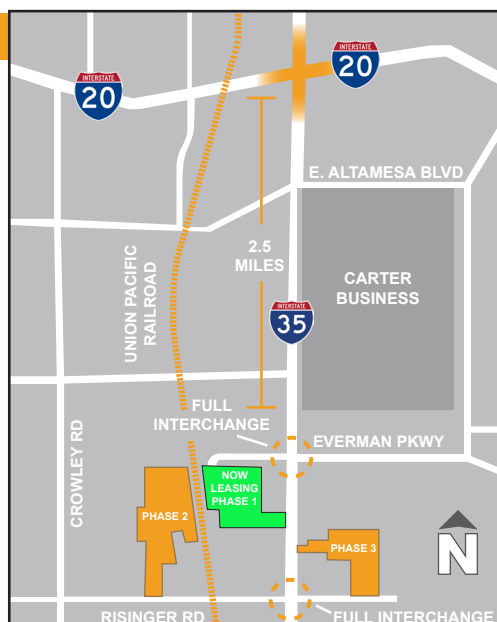 INTERSTATE
20
INTERSTATE
20
E. ALTAMESA BLVD
UNION PACIFIC
RAILROAD
2.5
MILES
CARTER
BUSINESS
INTERSTATE
35
FULL
INTERCHANGE
EVERMAN PKWY
CROWLEY RD
NOW
LEASING
PHASE 1
PHASE 2
PHASE 3
N
RISINGER RD
FULL INTERCHANGE